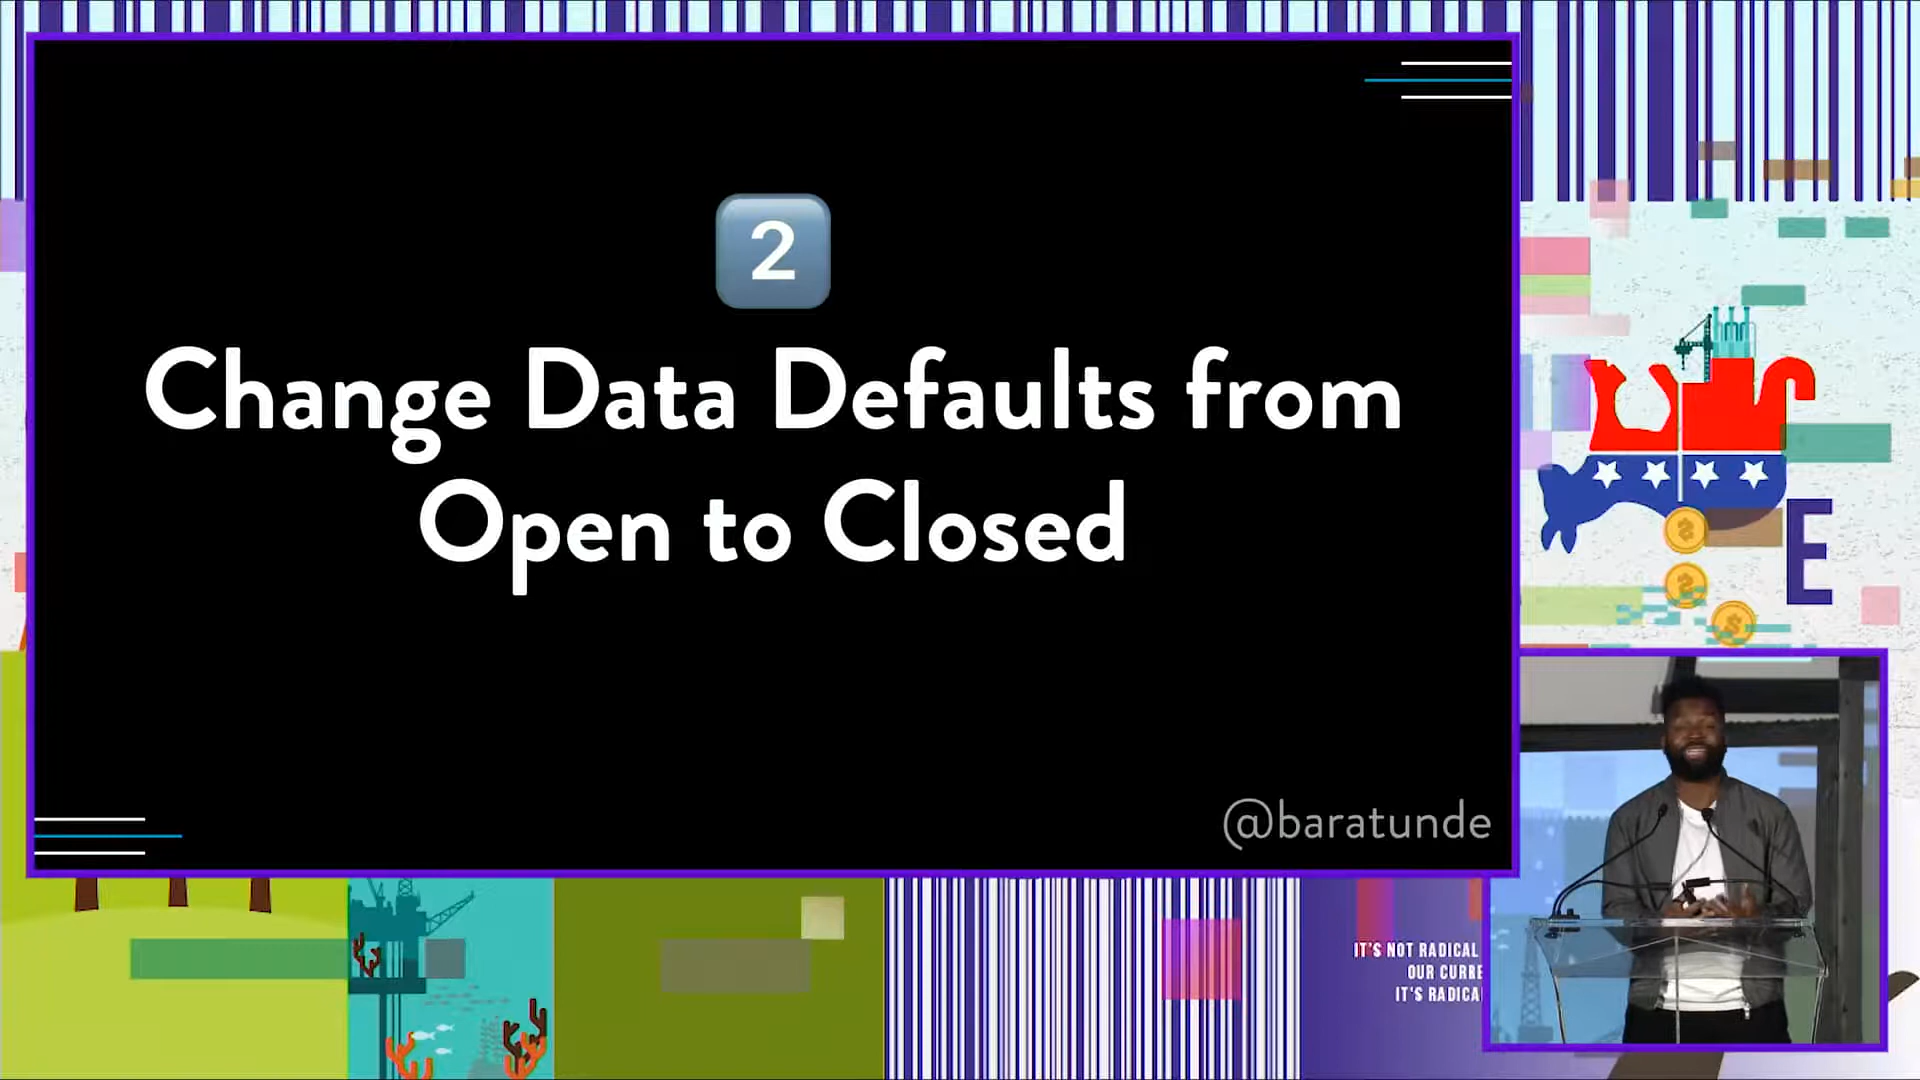 2
Change Data Defaults from
Open to Closed
@baratunde
E
IT'S NOT RADICAL
OUR CURRE
IT'S RADICA